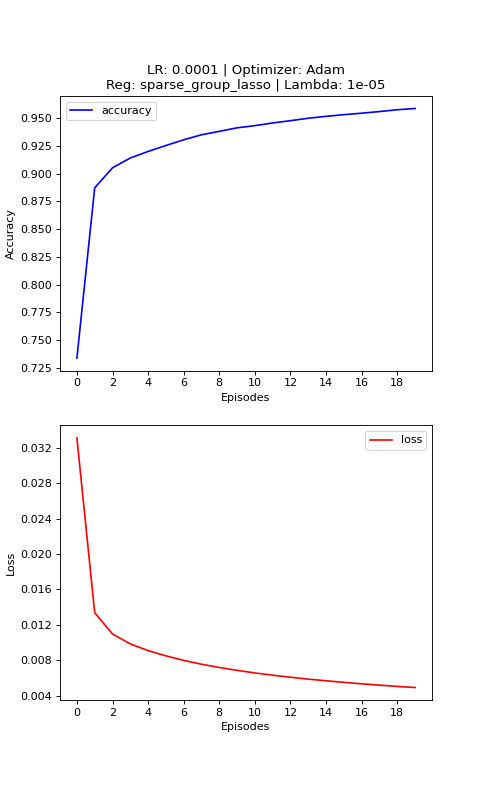 LR: 0.0001 | Optimizer: Adam
Reg: sparse_group_lasso | Lambda: 1e-05
accuracy
0.950
0.925
0.900
0.875
0.850
0.825
0.800
0.775
0.750
0.725
Accuracy
0 2 4 6 8 10 12 14 16 18
Episodes
loss
0.032
0.028
0.024
0.020
0.016
0.012
0.008
0.004
Loss
0 2 4 6 8 10 12 14 16 18
Episodes